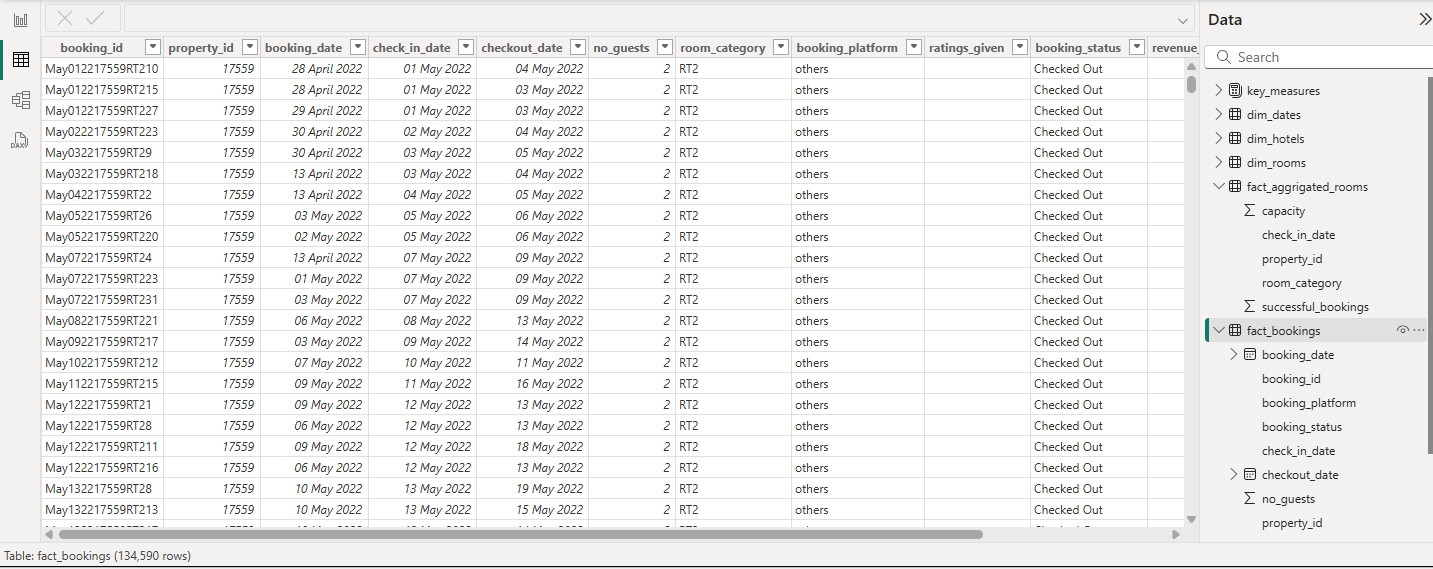 Data
booking_id property_id booking_date check_in_date checkout_date no_guests room_category booking_platform ratings_given booking_status revenue_
May012217559RT210 17559 28 April 2022 01 May 2022 04 May 2022 2 RT2 others Checked Out
May012217559RT215 17559 28 April 2022 01 May 2022 03 May 2022 2 RT2 others Checked Out
May012217559RT227 17559 29 April 2022 01 May 2022 03 May 2022 2 RT2 others Checked Out
May022217559RT223 17559 30 April 2022 02 May 2022 04 May 2022 2 RT2 others Checked Out
May032217559RT29 17559 30 April 2022 03 May 2022 05 May 2022 2 RT2 others Checked Out
May032217559RT218 17559 13 April 2022 03 May 2022 04 May 2022 2 RT2 others Checked Out
May042217559RT22 17559 13 April 2022 04 May 2022 05 May 2022 2 RT2 others Checked Out
May052217559RT26 17559 03 May 2022 05 May 2022 06 May 2022 2 RT2 others Checked Out
May052217559RT220 17559 02 May 2022 05 May 2022 06 May 2022 2 RT2 others Checked Out
May072217559RT24 17559 13 April 2022 07 May 2022 09 May 2022 2 RT2 others Checked Out
May072217559RT223 17559 01 May 2022 07 May 2022 09 May 2022 2 RT2 others Checked Out
May072217559RT231 17559 03 May 2022 07 May 2022 09 May 2022 2 RT2 others Checked Out
May082217559RT221 17559 06 May 2022 08 May 2022 13 May 2022 2 RT2 others Checked Out
May092217559RT217 17559 03 May 2022 09 May 2022 14 May 2022 2 RT2 others Checked Out
May102217559RT212 17559 07 May 2022 10 May 2022 11 May 2022 2 RT2 others Checked Out
May112217559RT215 17559 09 May 2022 11 May 2022 16 May 2022 2 RT2 others Checked Out
May122217559RT21 17559 09 May 2022 12 May 2022 13 May 2022 2 RT2 others Checked Out
May122217559RT28 17559 06 May 2022 12 May 2022 13 May 2022 2 RT2 others Checked Out
May122217559RT211 17559 09 May 2022 12 May 2022 18 May 2022 2 RT2 others Checked Out
May122217559RT216 17559 06 May 2022 12 May 2022 13 May 2022 2 RT2 others Checked Out
May132217559RT28 17559 10 May 2022 13 May 2022 19 May 2022 2 RT2 others Checked Out
May132217559RT213 17559 10 May 2022 13 May 2022 15 May 2022 2 RT2 others Checked Out
DAX
Search
key_measures
dim_dates
dim_hotels
dim_rooms
fact_aggrigated_rooms
capacity
check_in_date
property_id
room_category
successful_bookings
fact_bookings
booking_date
booking_id
booking_platform
booking_status
check_in_date
checkout_date
no_guests
property_id
Table: fact_bookings (134,590 rows)